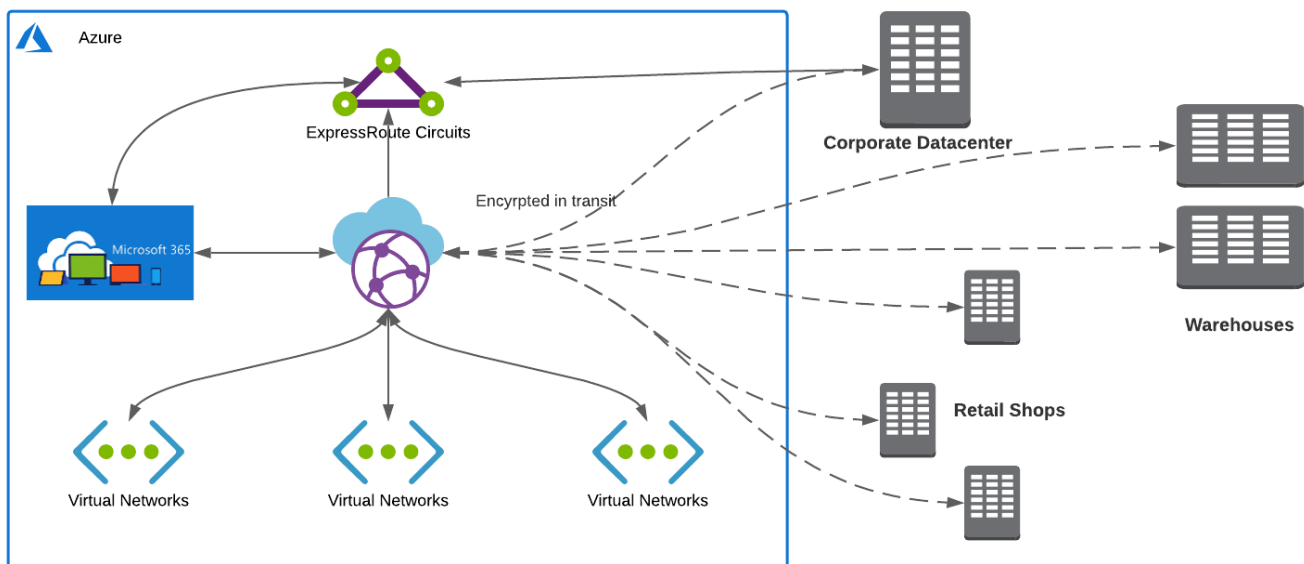 Azure
ExpressRoute Circuits
Corporate Datacenter
Encyrpted in transit
Microsoft 365
Warehouses
Retail Shops
Virtual Networks
Virtual Networks
Virtual Networks